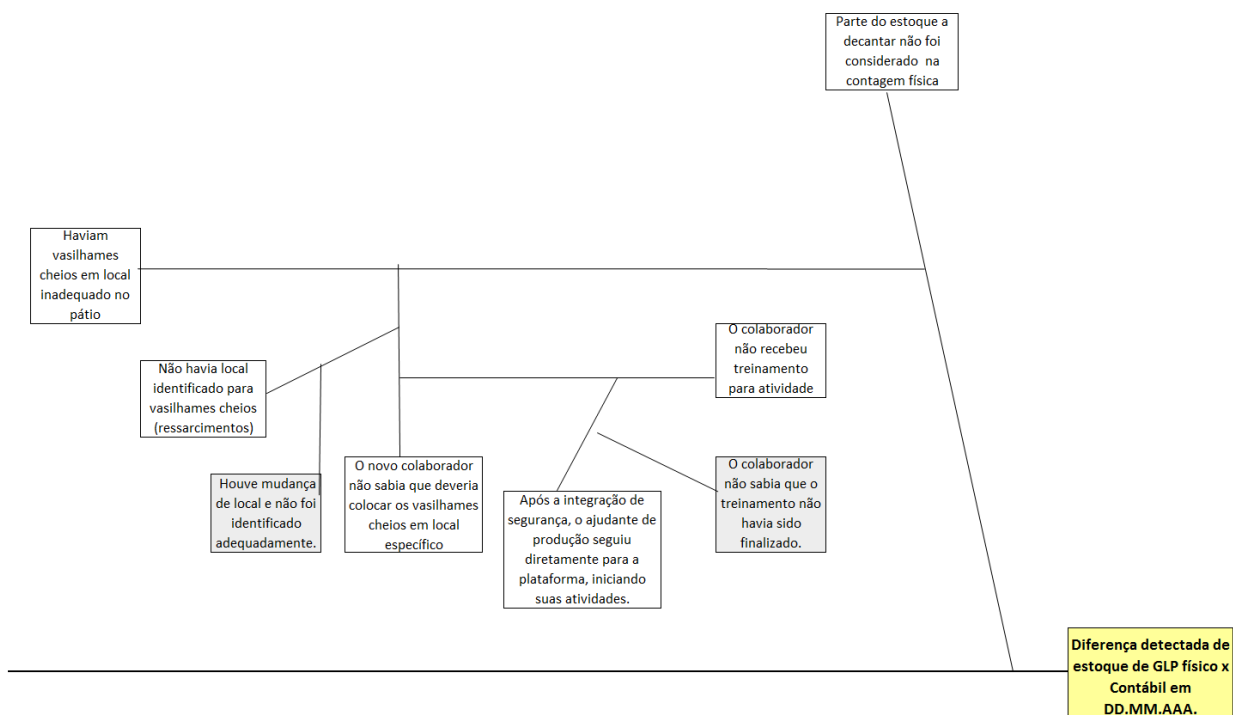 Parte do estoque a
decantar não foi
considerado na
contagem física
Haviam
vasilhames
cheios em local
inadequado no
pátio
O colaborador
não recebeu
treinamento
para atividade
Não havia local
identificado para
vasilhames cheios
(ressarcimentos)
Houve mudança
de local e não foi
identificado
adequadamente.
O novo colaborador
não sabia que deveria
colocar os vasilhames
cheios em local
específico
Após a integração de
segurança, o ajudante de
produção seguiu
diretamente para a
plataforma, iniciando
suas atividades.
O colaborador
não sabia que o
treinamento não
havia sido
finalizado.
Diferença detectada de
estoque de GLP físico x
Contábil em
DD.MM.AAA.